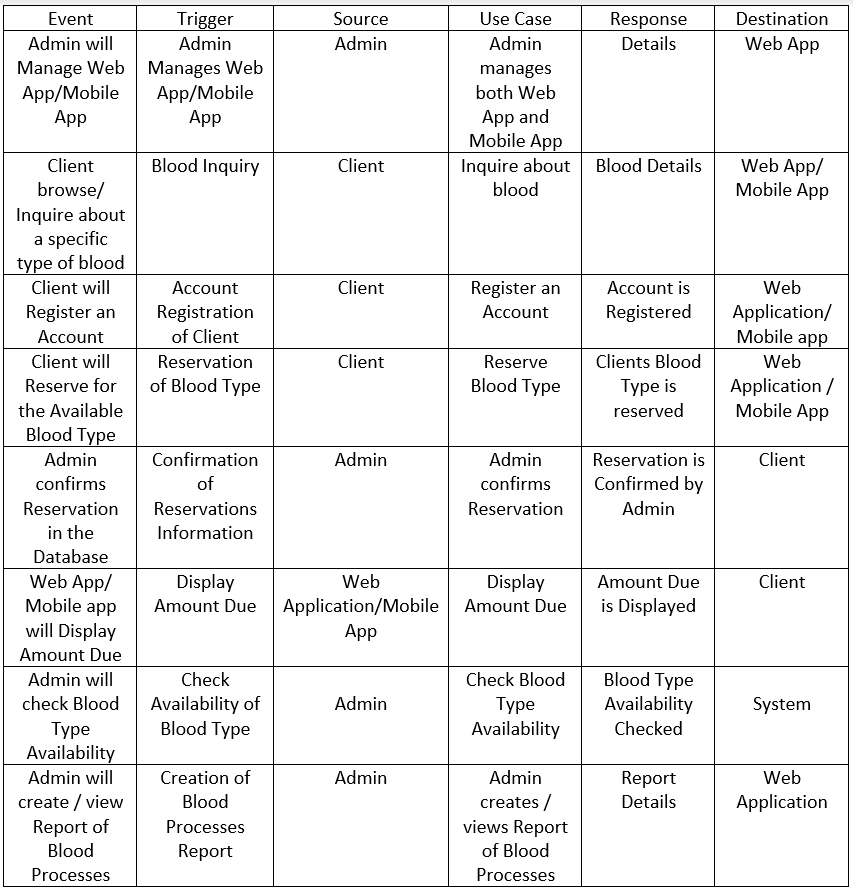 Event Trigger Source Use Case Response Destination
Admin will Admin Admin Admin Details Web App
Manage Web Manages Web manages
App/Mobile App/Mobile both Web
App App App and
Mobile App
Client Blood Inquiry Client Inquire about Blood Details Web App/
browse/ blood Mobile App
Inquire about
a specific
type of blood
Client will Account Client Register an Account is Web
Register an Registration Account Registered Application/
Account of Client Mobile app
Client will Reservation Client Reserve Clients Blood Web
Reserve for of Blood Type Blood Type Type is Application /
the Available reserved Mobile App
Blood Type
Admin Confirmation Admin Admin Reservation is Client
confirms of confirms Confirmed by
Reservation Reservations Reservation Admin
in the Information
Database
Web App/ Display Web Display Amount Due Client
Mobile app Amount Due Application/Mobile Amount Due is Displayed
will Display App
Amount Due
Admin will Check Check Blood Blood Type
check Blood Availability of Admin Type Availability System
Type Blood Type Availability Checked
Availability
Admin will Creation of Admin Admin Report Web
create / view Blood creates / Details Application
Report of Processes views Report
Blood Report of Blood
Processes Processes